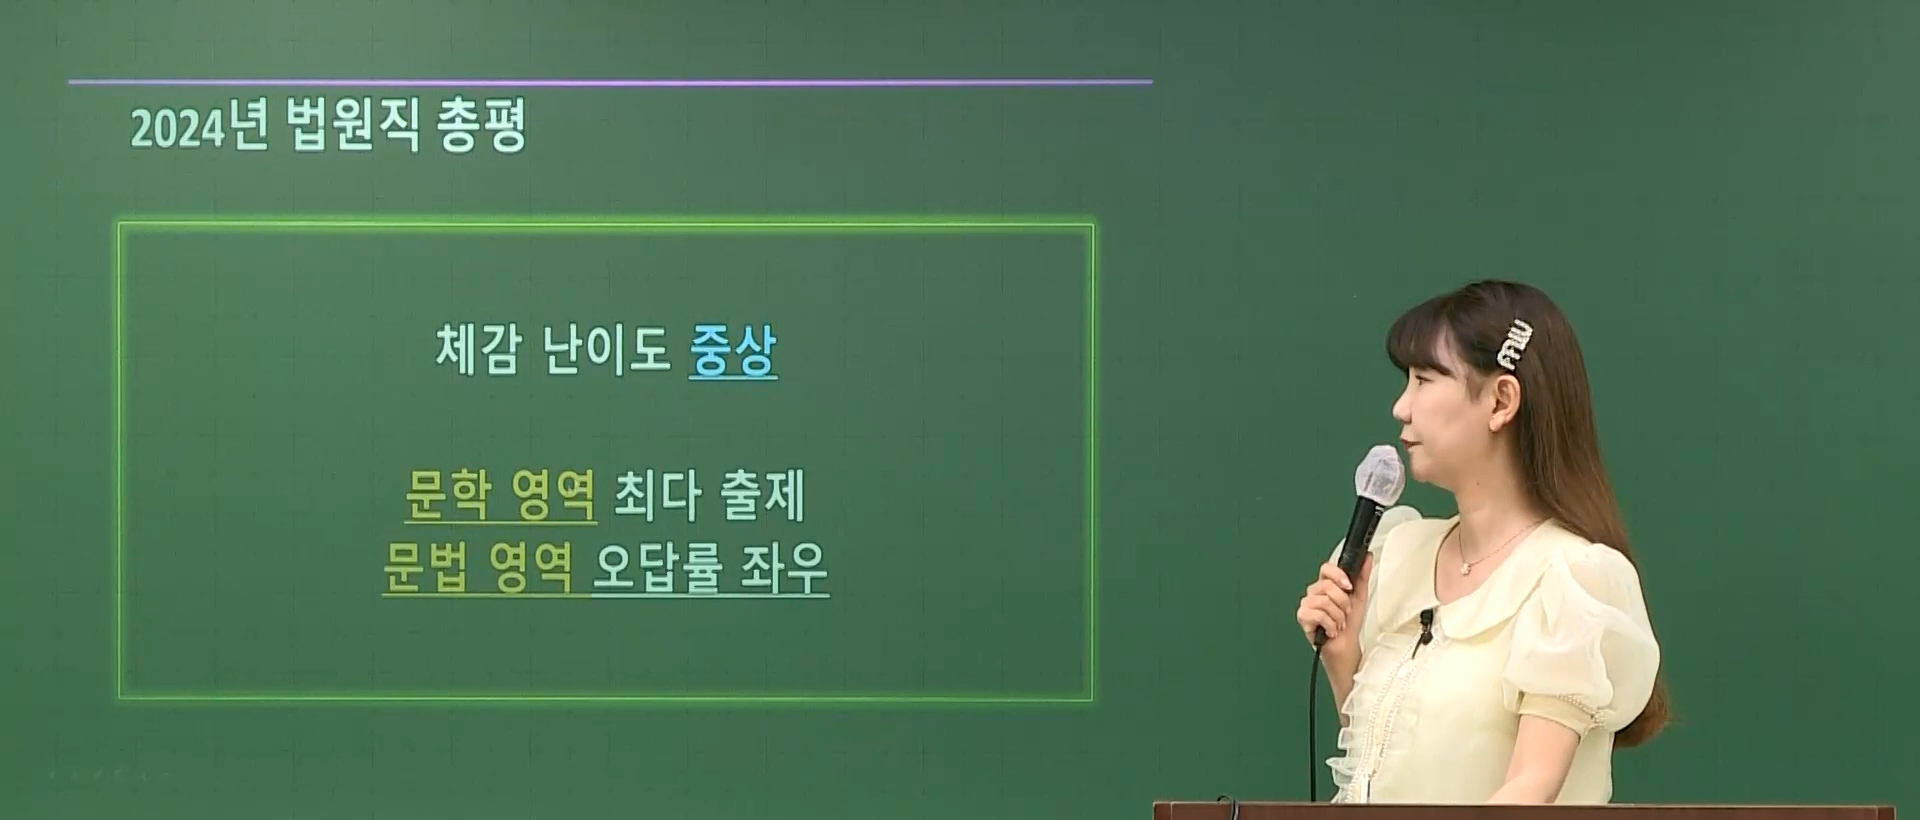 2024년 법원직 총평
체감 난이도 중상
문학 영역 최다 출제
문법 영역 오답률 좌우